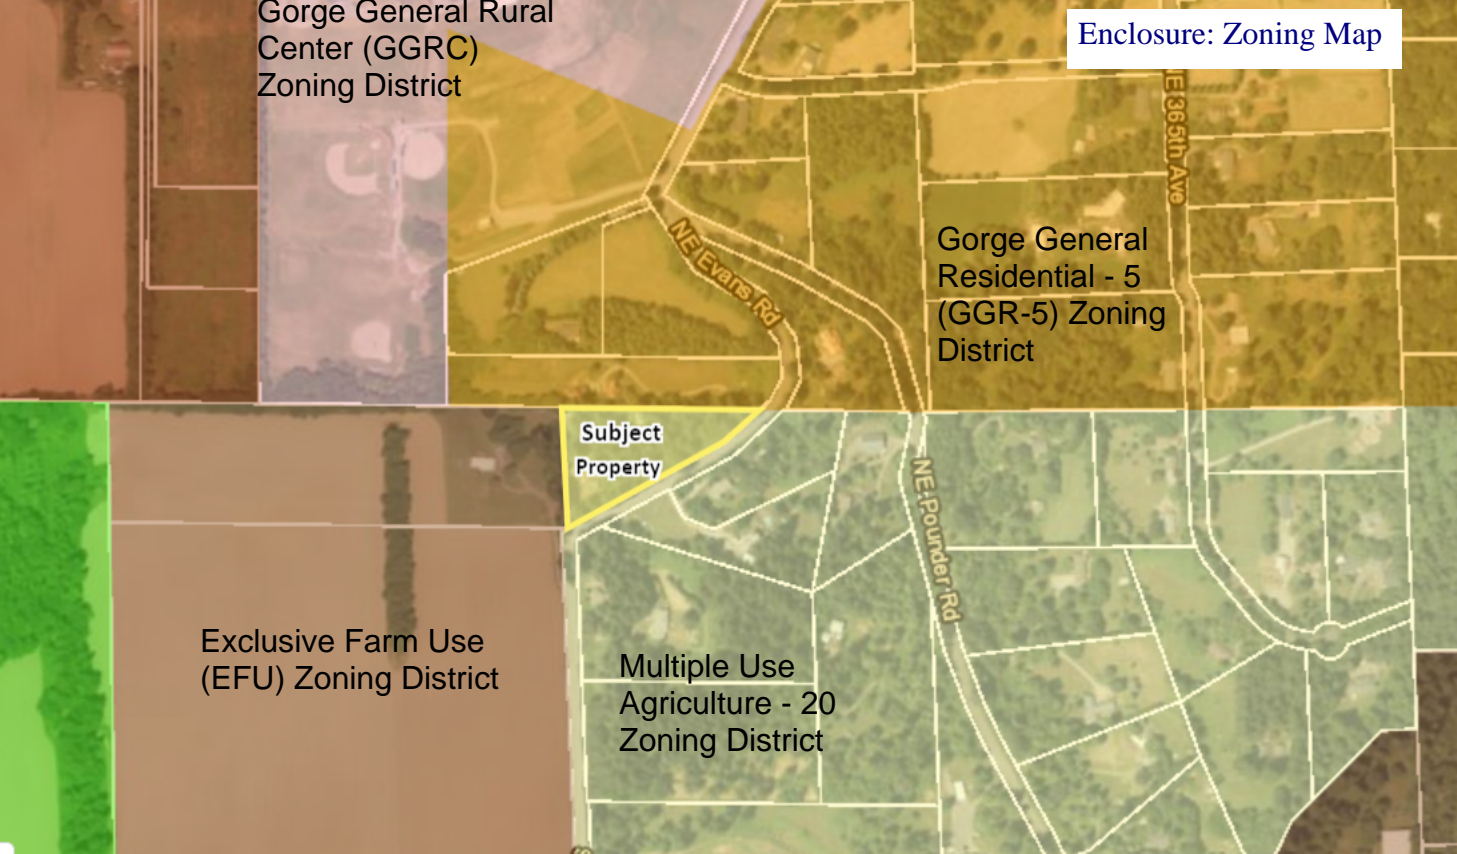 Gorge General Rural
Center (GGRC)
Zoning District
Enclosure: Zoning Map
NE 365th Ave
NE Evans Rd
Gorge General
Residential - 5
(GGR-5) Zoning
District
Subject
Property
NE Pounder Rd
Exclusive Farm Use
(EFU) Zoning District
Multiple Use
Agriculture - 20
Zoning District